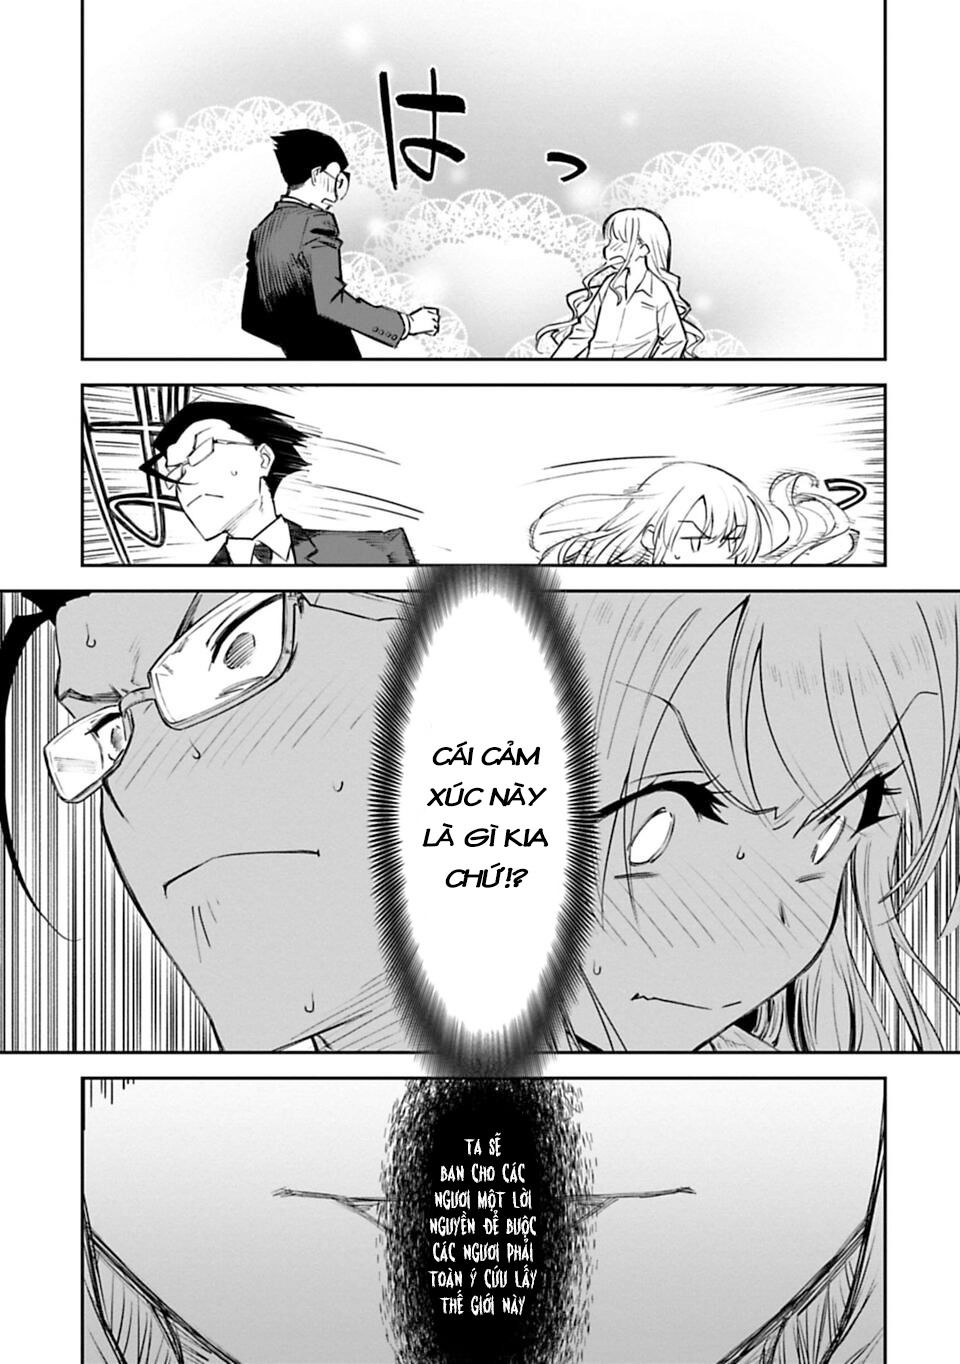 はっ
CÁI CẢM
XÚC NÀY
LÀ GÌ KIA
CHỨ!?
TA SẼ
BAN CHO CÁC
NGƯƠI MỘT LỜI
NGUYỀN ĐỂ BUỘC
CÁC NGƯƠI PHẢI
TOÀN Ý CỨU LẤY
THẾ GIỚI NÀY